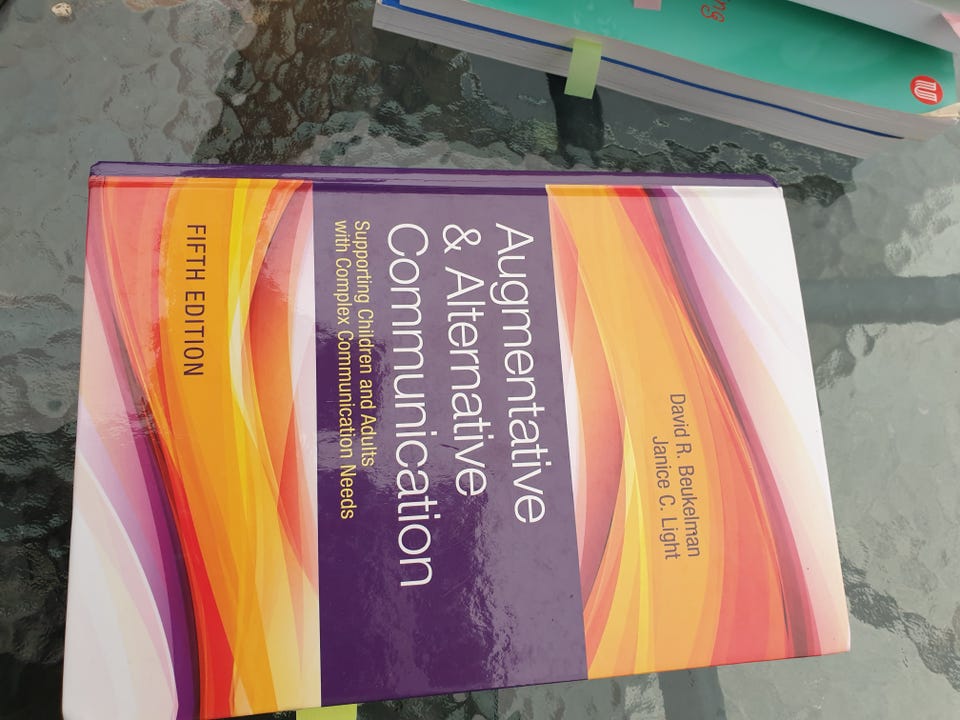 David R. Beukelman
Janice C. Light
Augmentative
& Alternative
Communication
Supporting Children and Adults
with Complex Communication Needs
FIFTH EDITION